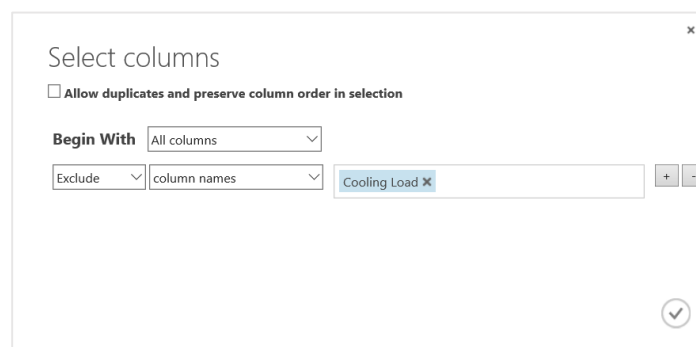 Select columns
Allow duplicates and preserve column order in selection
Begin With All columns
Exclude column names Cooling Load